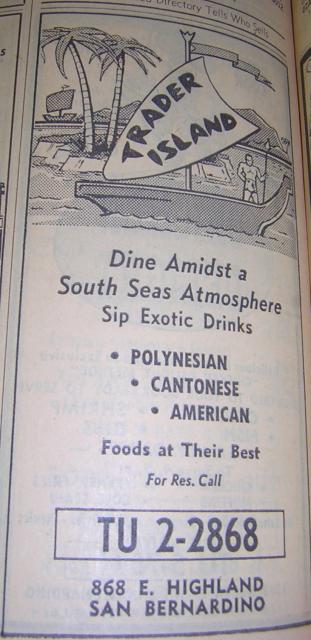 Directory Tells Who Sells
TRADER
ISLAND
Dine Amidst a
South Seas Atmosphere
Sip Exotic Drinks
• POLYNESIAN
• CANTONESE
• AMERICAN
Foods at Their Best
For Res. Call
TU 2-2868
868 E. HIGHLAND
SAN BERNARDINO